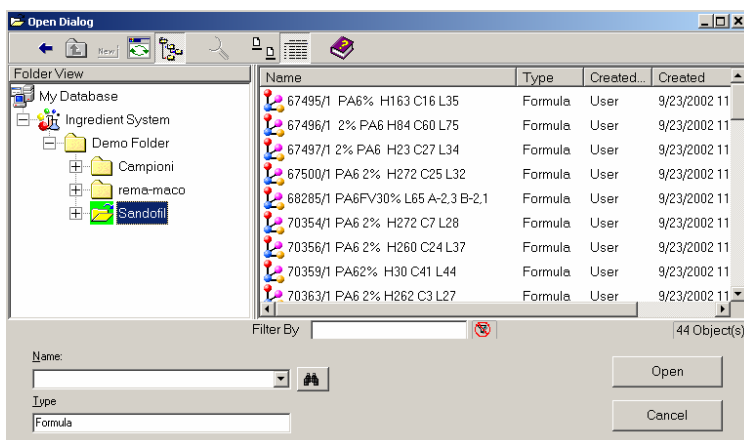 Open Dialog
New
Folder View
My Database
Ingredient System
Demo Folder
Campioni
rema-maco
Sandofil
Name Type Created... Created
67495/1 PA6% H163 C16 L35 Formula User 9/23/2002 11
67496/1 2% PA6 H84 C60 L75 Formula User 9/23/2002 11
67497/1 2% PA6 H23 C27 L34 Formula User 9/23/2002 11
67500/1 PA6 2% H272 C25 L32 Formula User 9/23/2002 11
68285/1 PA6FV30% L65 A-2,3 B-2,1 Formula User 9/23/2002 11
70354/1 PA6 2% H272 C7 L28 Formula User 9/23/2002 11
70356/1 PA6 2% H260 C24 L37 Formula User 9/23/2002 11
70359/1 PA62% H30 C41 L44 Formula User 9/23/2002 11
70363/1 PA6 2% H262 C3 L27 Formula User 9/23/2002 11
Filter By 44 Object(s)
Name:
Open
Type
Formula
Cancel